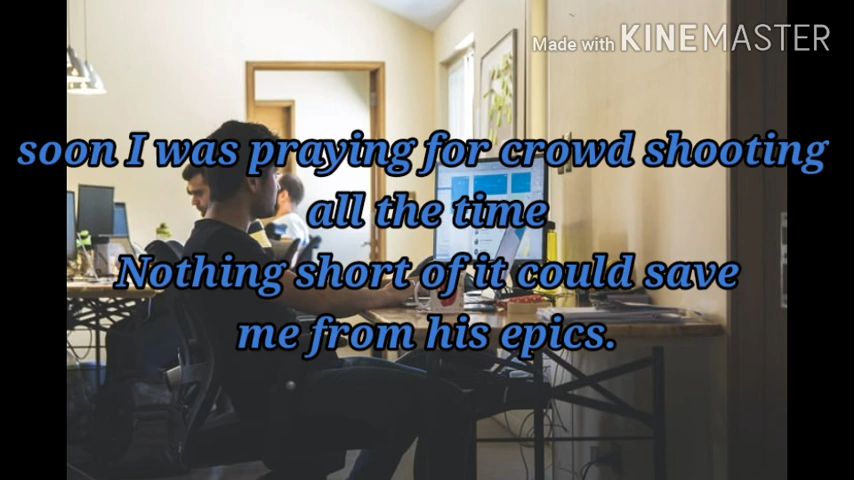 Made with KINEMASTER
soon I was praying for crowd shooting
all the time
Nothing short of it could save
me from his epics.